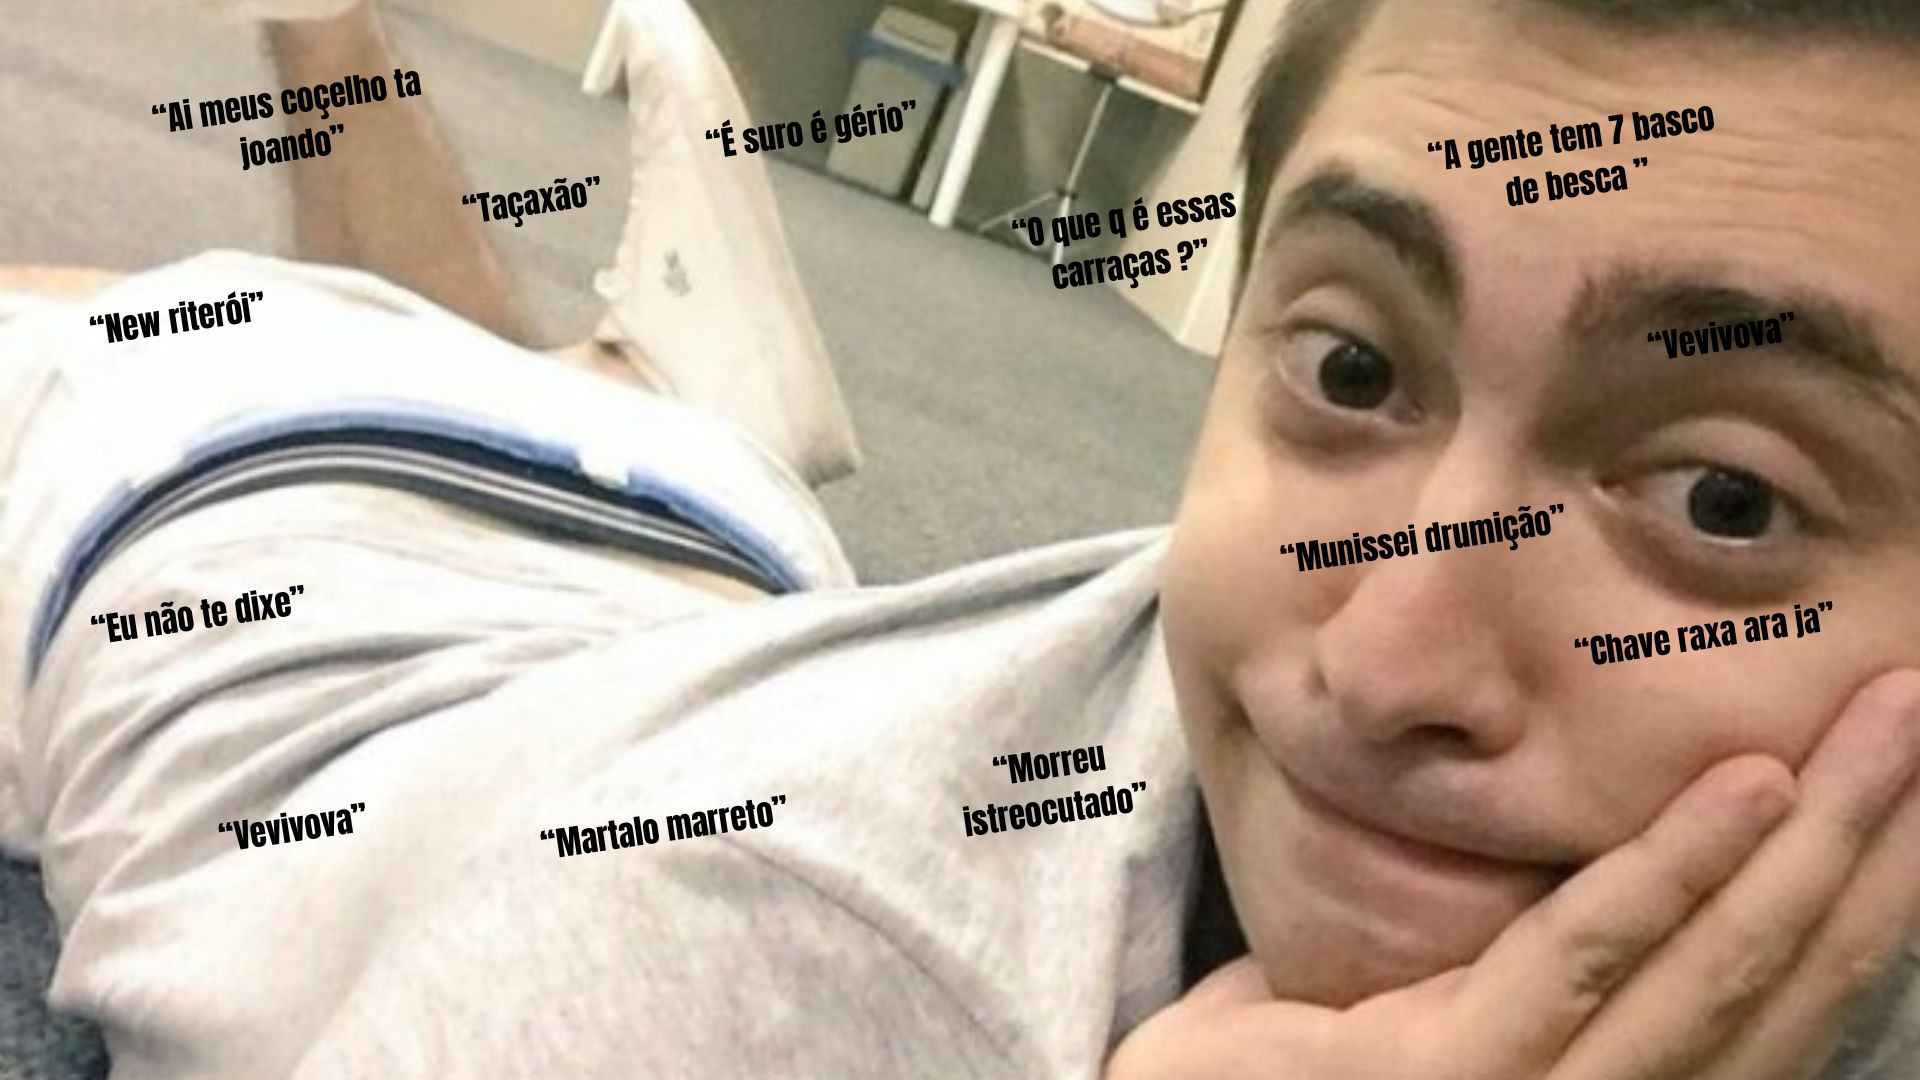 “Ai meus coçelho ta
joando”
“É suro é gério”
“A gente tem 7 basco
de besca ”
“Taçaxão”
“O que q é essas
carraças ?”
“New riterói”
“Vevivova”
“Munissei drumição”
“Eu não te dixe”
“Chave raxa ara ja”
“Vevivova”
“Martalo marreto”
“Morreu
istreocutado”